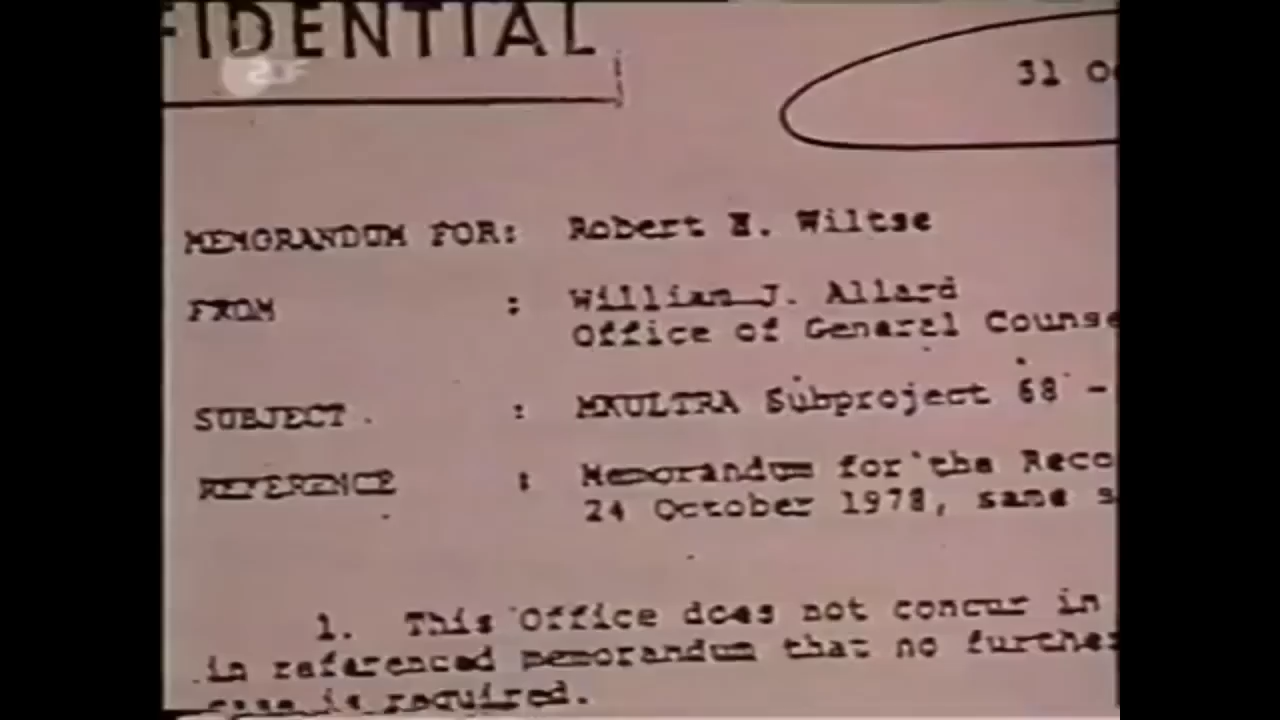 FIDENTIAL
ZDF
31 O
MEMORANDUM FOR: Robert H. Wiltse
FROM : William J. Allard
Office of General Counse
SUBJECT : MKULTRA Subproject 68 -
REFERENCE : Memorandum for the Reco
24 October 1978, same s
1. This Office does not concur in
in referenced memorandum that no further
case is required.